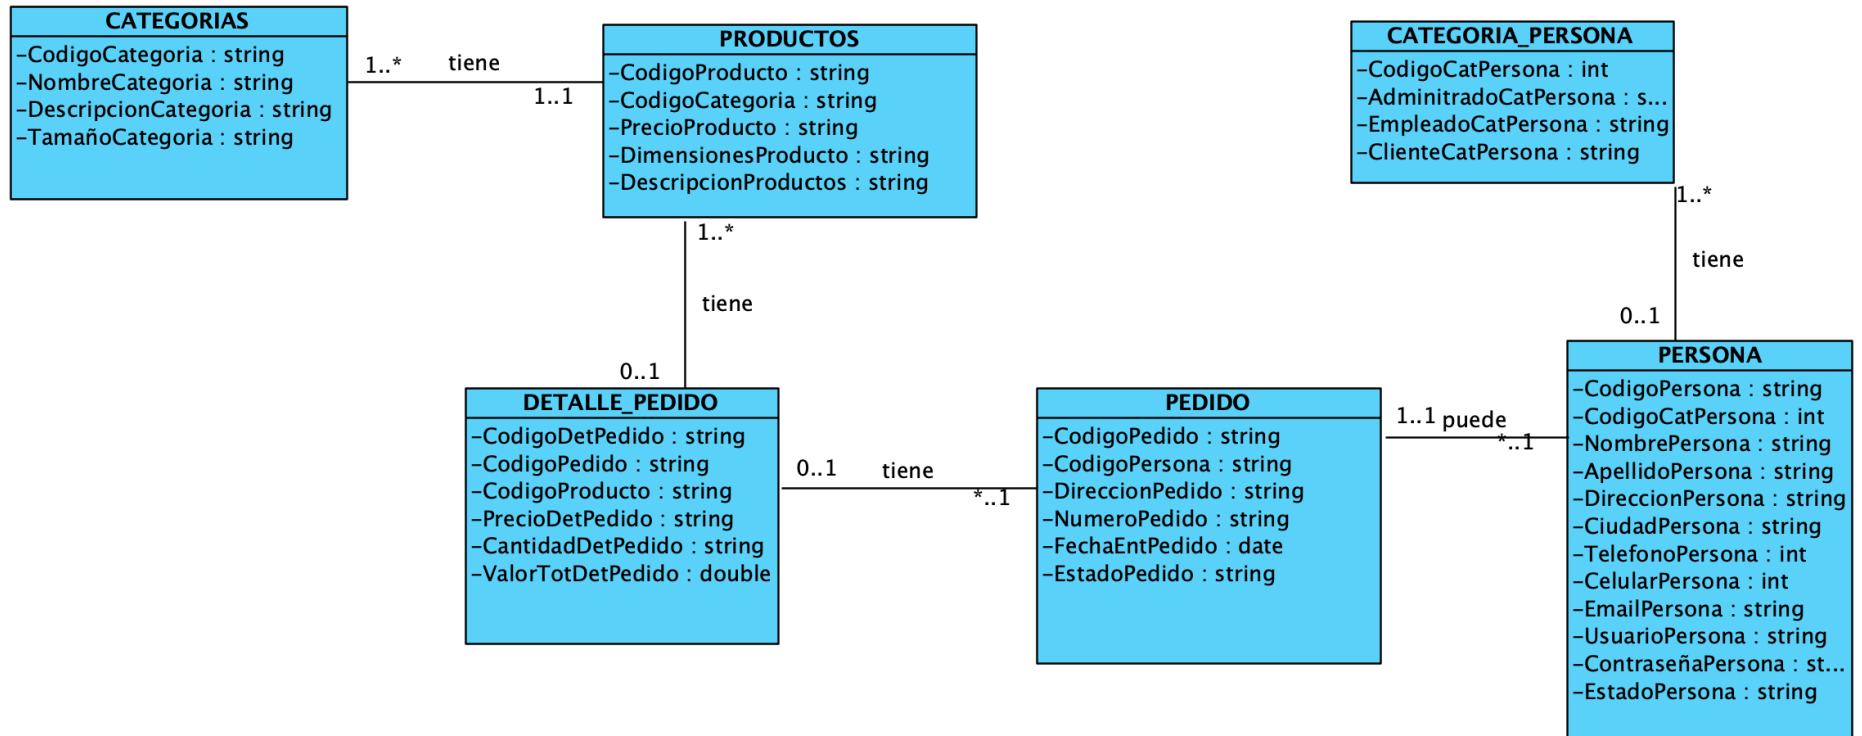 CATEGORIAS
-CodigoCategoria : string
-NombreCategoria : string
-DescripcionCategoria : string
-TamañoCategoria : string
1..*
tiene
1..1
PRODUCTOS
-CodigoProducto : string
-CodigoCategoria : string
-PrecioProducto : string
-DimensionesProducto : string
-DescripcionProductos : string
CATEGORIA_PERSONA
-CodigoCatPersona : int
-AdminitradoCatPersona : s...
-EmpleadoCatPersona : string
-ClienteCatPersona : string
1..*
tiene
0..1
1..*
tiene
0..1
DETALLE_PEDIDO
-CodigoDetPedido : string
-CodigoPedido : string
-CodigoProducto : string
-PrecioDetPedido : string
-CantidadDetPedido : string
-ValorTotDetPedido : double
0..1
tiene
*..1
PEDIDO
-CodigoPedido : string
-CodigoPersona : string
-DireccionPedido : string
-NumeroPedido : string
-FechaEntPedido : date
-EstadoPedido : string
1..1
puede
*..1
PERSONA
-CodigoPersona : string
-CodigoCatPersona : int
-NombrePersona : string
-ApellidoPersona : string
-DireccionPersona : string
-CiudadPersona : string
-TelefonoPersona : int
-CelularPersona : int
-EmailPersona : string
-UsuarioPersona : string
-ContraseñaPersona : st...
-EstadoPersona : string